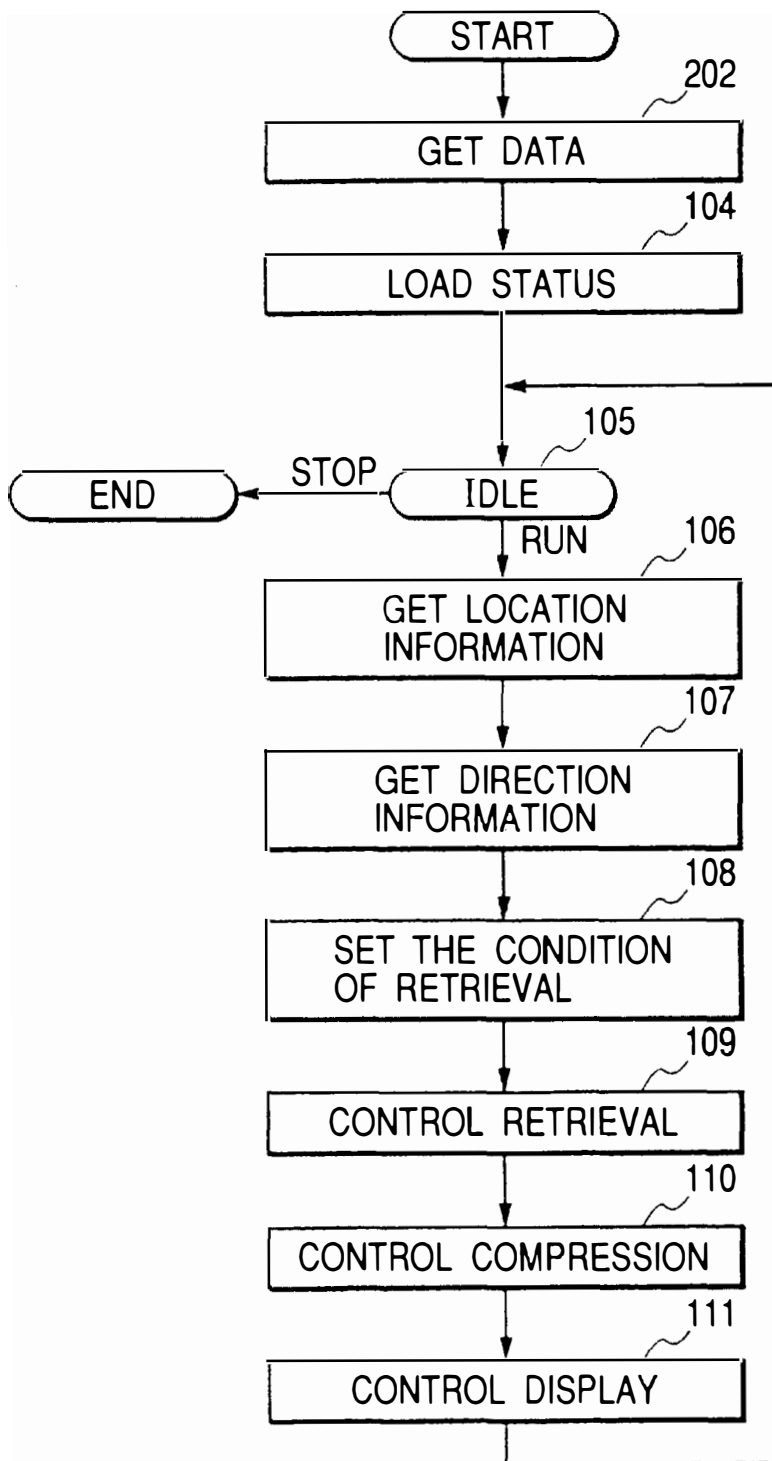 START
202
GET DATA
104
LOAD STATUS
105
END
STOP
IDLE
RUN
106
GET LOCATION
INFORMATION
107
GET DIRECTION
INFORMATION
108
SET THE CONDITION
OF RETRIEVAL
109
CONTROL RETRIEVAL
110
CONTROL COMPRESSION
111
CONTROL DISPLAY